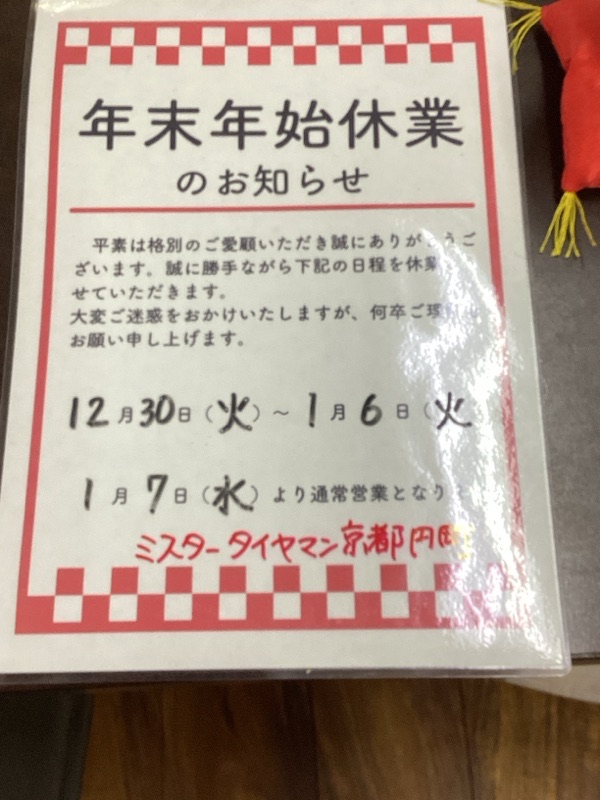 年末年始休業
のお知らせ
平素は格別のご愛顧いただき誠にありがとうご
ざいます。誠に勝手ながら下記の日程を休業
せていただきます。
大変ご迷惑をおかけいたしますが、何卒ご理
お願い申し上げます。
12月30日(火)～1月6日(火
1月7日(水)より通常営業となり
ミスタータイヤマン京都円町